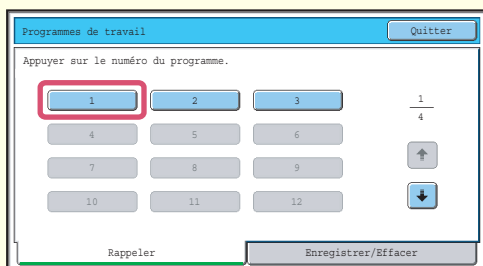 Programmes de travail Quitter
Appuyer sur le numéro du programme.
1 2 3 1
4 5 6 4
7 8 9
10 11 12
Rappeler Enregistrer/Effacer